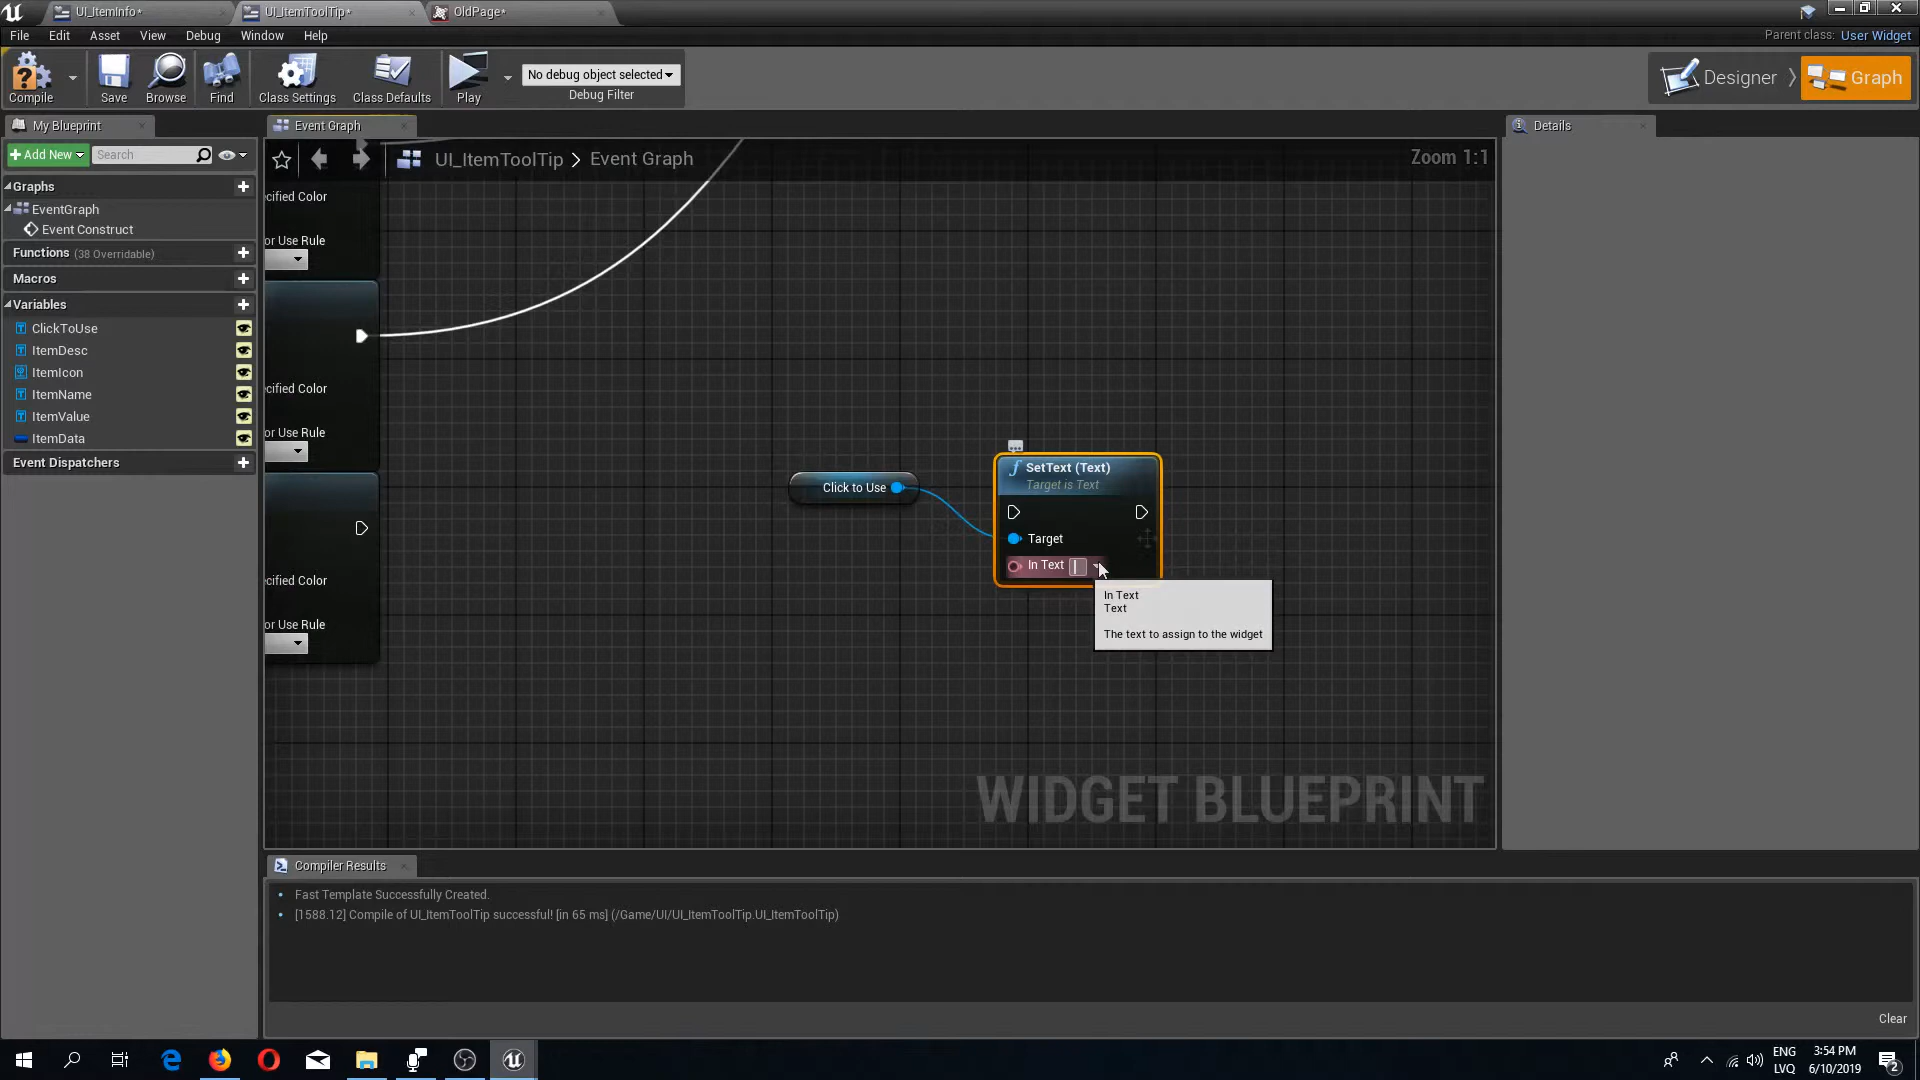 UI_ItemInfo*
UI_ItemToolTip*
OldPage*
File Edit Asset View Debug Window Help
Parent class: User Widget
Compile
Save
Browse
Find
Class Settings
Class Defaults
Play
No debug object selected
Debug Filter
Designer
Graph
My Blueprint
Event Graph
Details
Add New
Search
UI_ItemToolTip > Event Graph
Zoom 1:1
Graphs
EventGraph
Event Construct
Functions (38 Overridable)
Macros
Variables
ClickToUse
ItemDesc
ItemIcon
ItemName
ItemValue
ItemData
Event Dispatchers
ecified Color
or Use Rule
ecified Color
or Use Rule
ecified Color
or Use Rule
Click to Use
SetText (Text)
Target is Text
Target
In Text
In Text
Text
The text to assign to the widget
WIDGET BLUEPRINT
Compiler Results
Fast Template Successfully Created.
[1588.12] Compile of UI_ItemToolTip successful! [in 65 ms] (/Game/UI/UI_ItemToolTip.UI_ItemToolTip)
Clear
ENG
LVQ
3:54 PM
6/10/2019
2